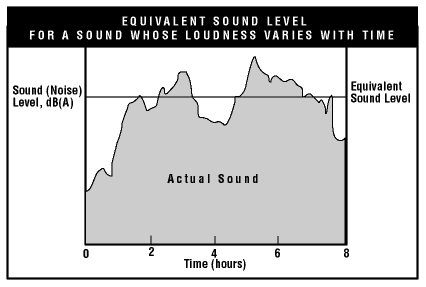 EQUIVALENT SOUND LEVEL
FOR A SOUND WHOSE LOUDNESS VARIES WITH TIME
Sound (Noise)
Level, dB(A)
Equivalent
Sound Level
Actual Sound
0 2 4 6 8
Time (hours)